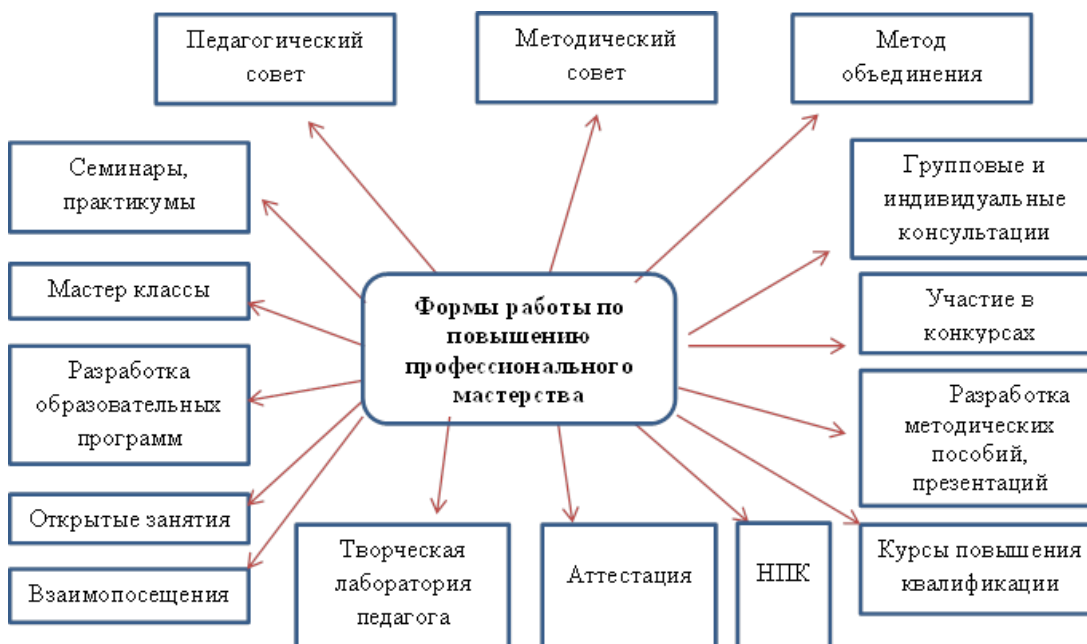 Педагогический
совет
Методический
совет
Метод
объединения
Семинары,
практикумы
Групповые и
индивидуальные
консультации
Мастер классы
Формы работы по
повышению
профессионального
мастерства
Участие в
конкурсах
Разработка
образовательных
программ
Разработка
методических
пособий,
презентаций
Открытые занятия
Взаимопосещения
Творческая
лаборатория
педагога
Аттестация
НПК
Курсы повышения
квалификации